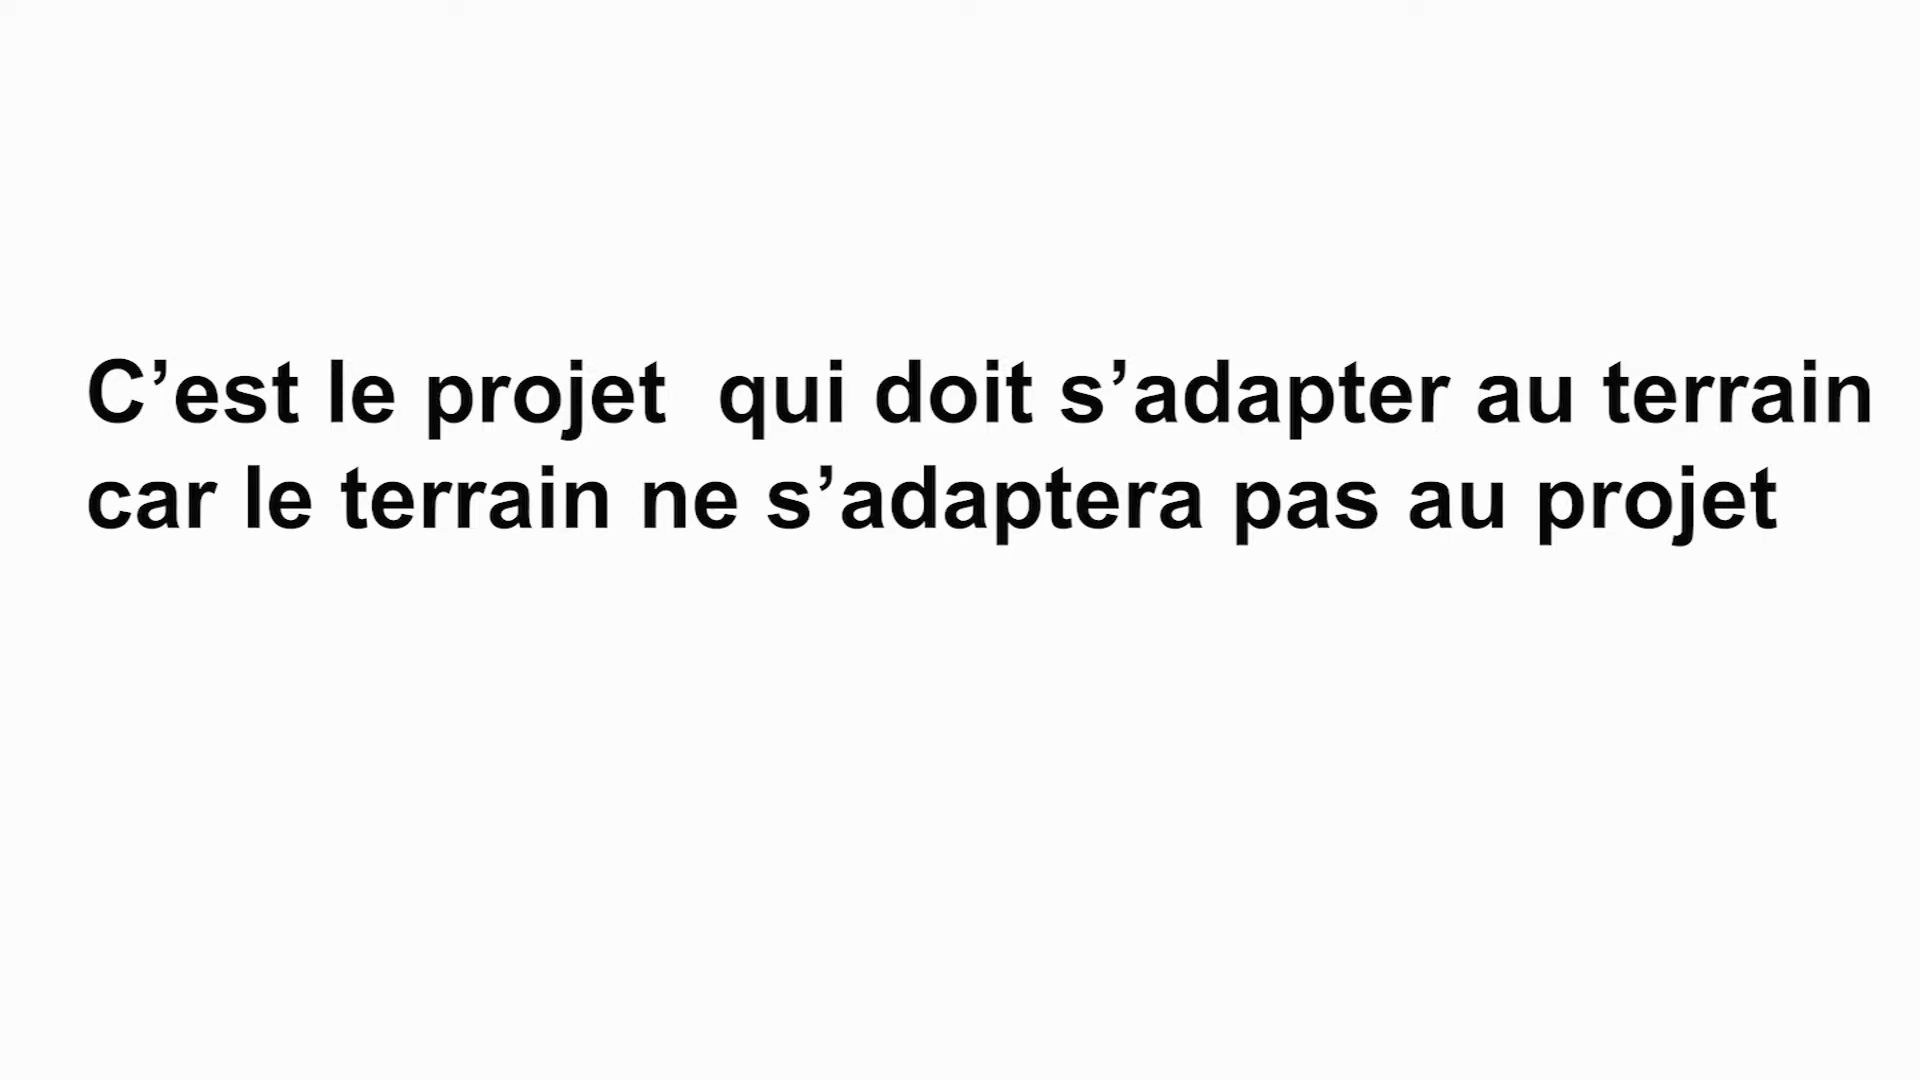 C’est le projet  qui doit s’adapter au terrain
car le terrain ne s’adaptera pas au projet